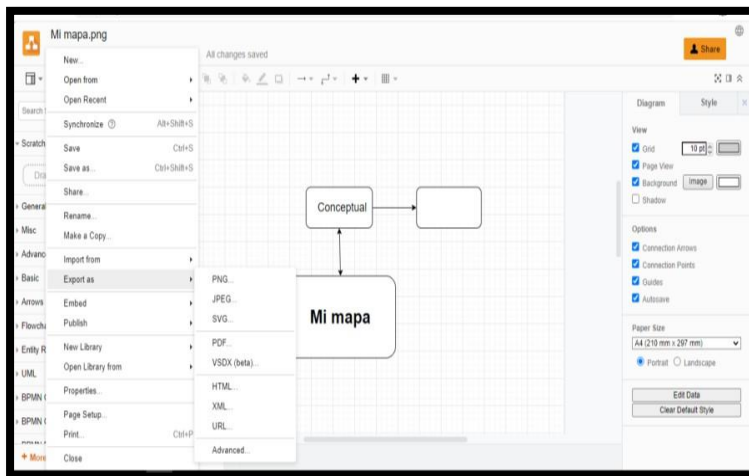 Mi mapa.png
All changes saved
Share
New...
Open from
Open Recent
Synchronize
Alt+Shift+S
Save
Ctrl+S
Save as...
Ctrl+Shift+S
Share...
Rename...
Make a Copy...
Import from
Export as
Embed
Publish
New Library
Open Library from
Properties...
Page Setup...
Print...
Ctrl+P
Close
PNG...
JPEG...
SVG...
PDF...
VSDX (beta)...
HTML...
XML...
URL...
Advanced...
Search
Scratch
General
Misc
Basic
Arrows
Entity R
UML
BPMN
BPMN
+ More
Conceptual
Mi mapa
Diagram
Style
View
Grid
10 pt
Page View
Background
Image
Shadow
Options
Connection Arrows
Connection Points
Guides
Autosave
Paper Size
A4 (210 mm x 297 mm)
Portrait
Landscape
Edit Data
Clear Default Style